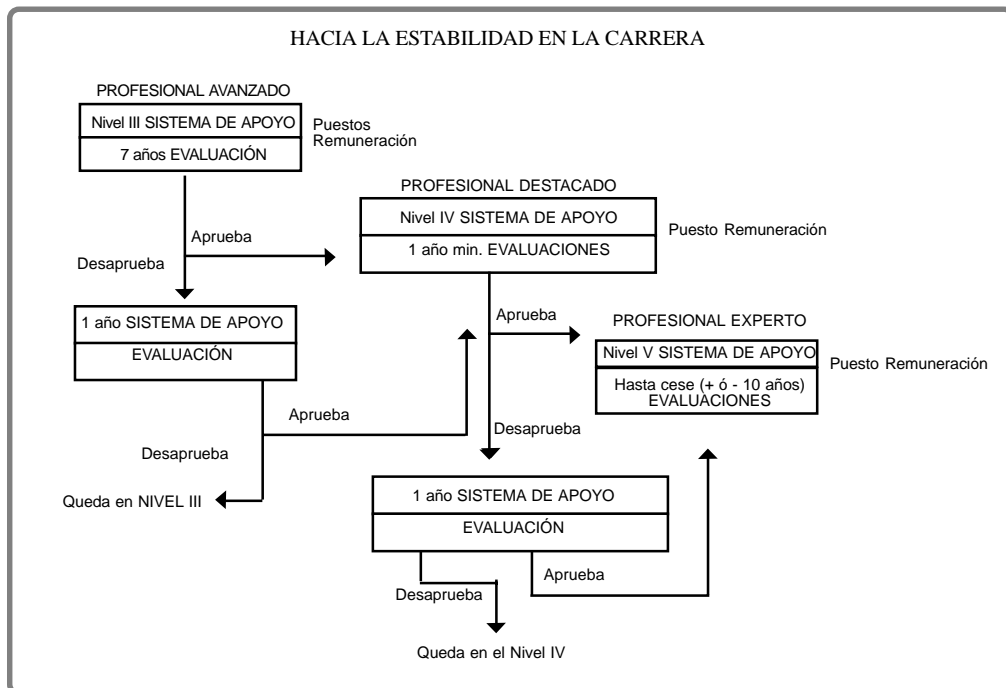 HACIA LA ESTABILIDAD EN LA CARRERA
PROFESIONAL AVANZADO
Nivel III SISTEMA DE APOYO
7 años EVALUACIÓN
Puestos
Remuneración
Aprueba
Desaprueba
PROFESIONAL DESTACADO
Nivel IV SISTEMA DE APOYO
1 año min. EVALUACIONES
Puesto Remuneración
1 año SISTEMA DE APOYO
EVALUACIÓN
Aprueba
Desaprueba
Queda en NIVEL III
Aprueba
Desaprueba
PROFESIONAL EXPERTO
Nivel V SISTEMA DE APOYO
Hasta cese (+ ó - 10 años)
EVALUACIONES
Puesto Remuneración
1 año SISTEMA DE APOYO
EVALUACIÓN
Aprueba
Desaprueba
Queda en el Nivel IV